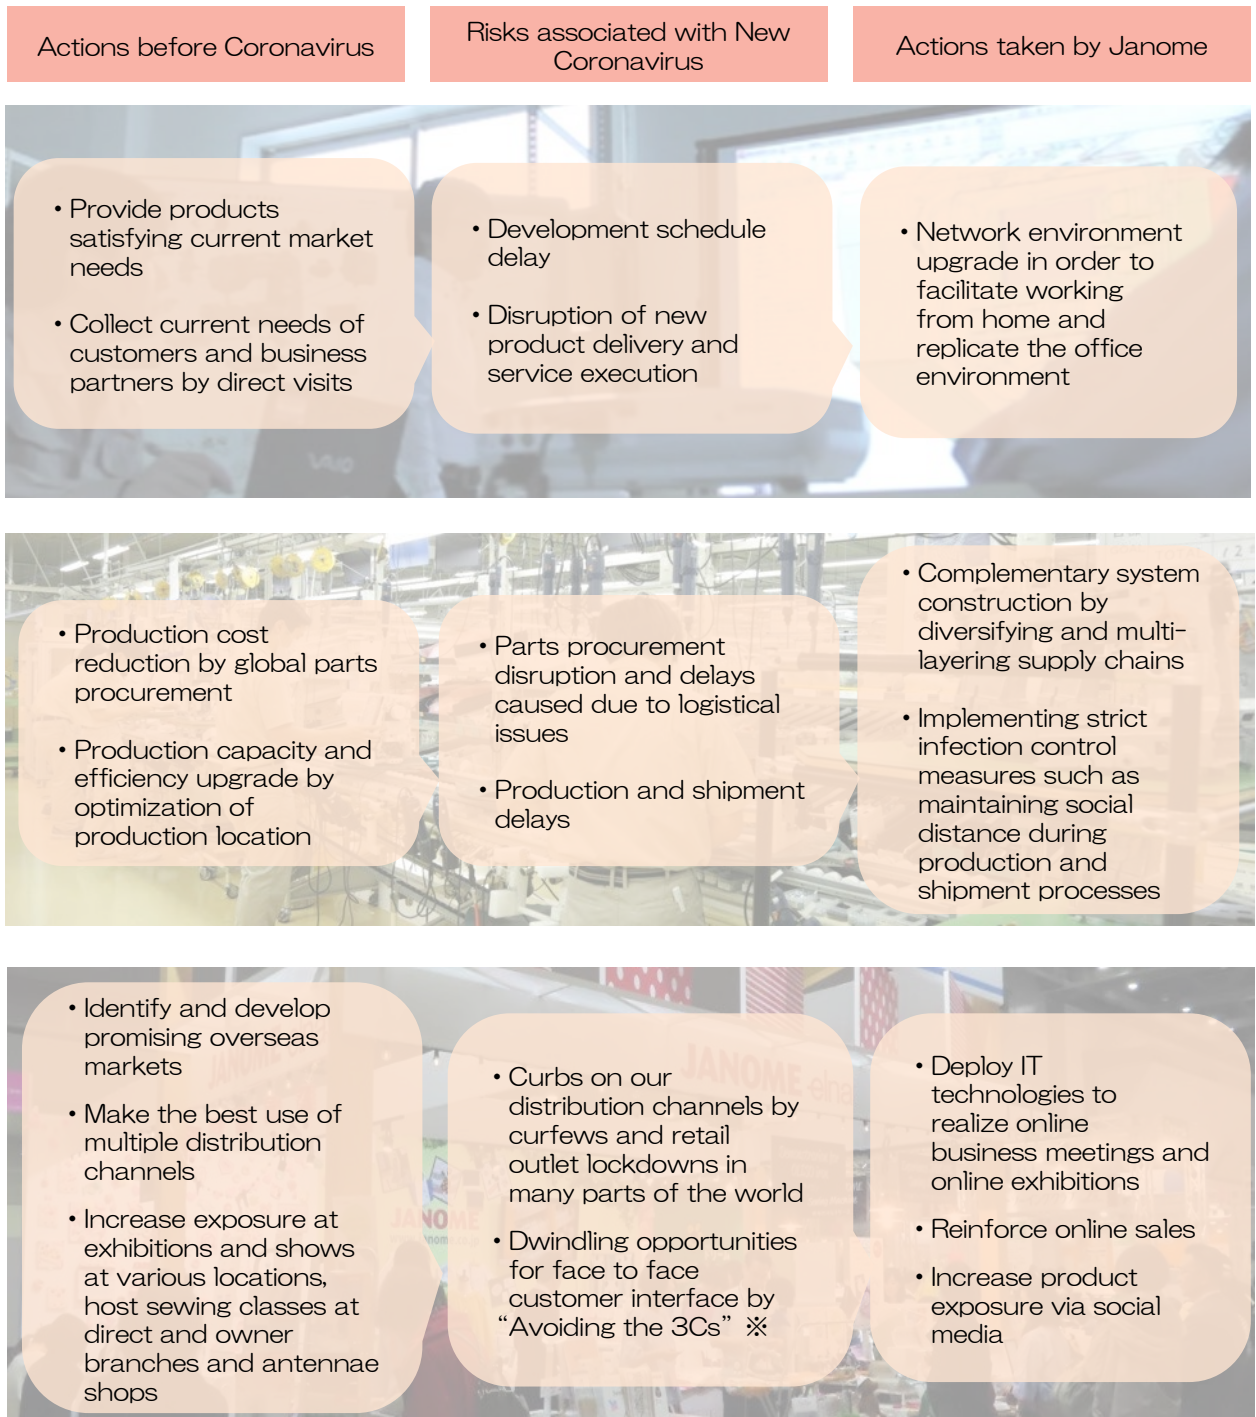 Actions before Coronavirus
Risks associated with New
Coronavirus
Actions taken by Janome
• Provide products
satisfying current market
needs
• Collect current needs of
customers and business
partners by direct visits
• Development schedule
delay
• Disruption of new
product delivery and
service execution
• Network environment
upgrade in order to
facilitate working
from home and
replicate the office
environment
VAIO
• Production cost
reduction by global parts
procurement
• Production capacity and
efficiency upgrade by
optimization of
production location
• Parts procurement
disruption and delays
caused due to logistical
issues
• Production and shipment
delays
• Complementary system
construction by
diversifying and multi-
layering supply chains
• Implementing strict
infection control
measures such as
maintaining social
distance during
production and
shipment processes
• Identify and develop
promising overseas
markets
• Make the best use of
multiple distribution
channels
• Increase exposure at
exhibitions and shows
at various locations,
host sewing classes at
direct and owner
branches and antennae
shops
JANOME
JANOME elna
• Curbs on our
distribution channels by
curfews and retail
outlet lockdowns in
many parts of the world
• Dwindling opportunities
for face to face
customer interface by
“Avoiding the 3Cs” ※
• Deploy IT
technologies to
realize online
business meetings and
online exhibitions
• Reinforce online sales
• Increase product
exposure via social
media